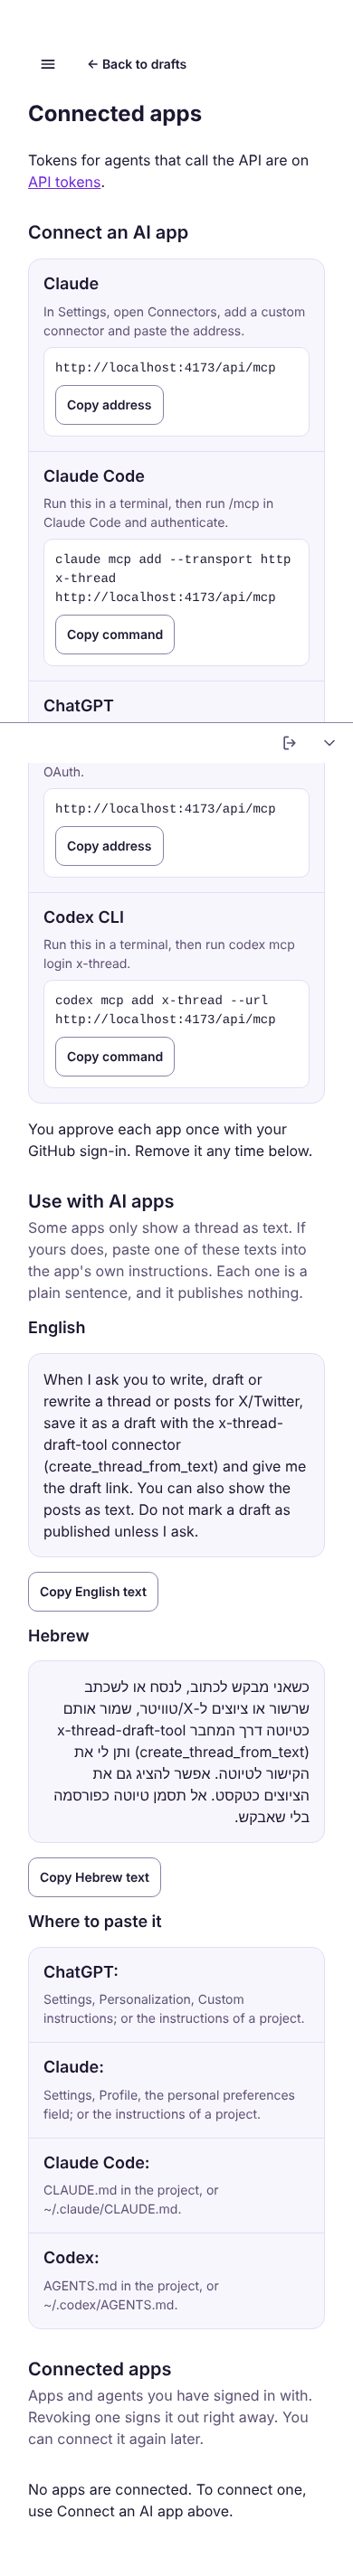 ← Back to drafts
Connected apps
Tokens for agents that call the API are on
API tokens.
Connect an AI app
Claude
In Settings, open Connectors, add a custom
connector and paste the address.
http://localhost:4173/api/mcp
Copy address
Claude Code
Run this in a terminal, then run /mcp in
Claude Code and authenticate.
claude mcp add --transport http
x-thread
http://localhost:4173/api/mcp
Copy command
ChatGPT
OAuth.
http://localhost:4173/api/mcp
Copy address
Codex CLI
Run this in a terminal, then run codex mcp
login x-thread.
codex mcp add x-thread --url
http://localhost:4173/api/mcp
Copy command
You approve each app once with your
GitHub sign-in. Remove it any time below.
Use with AI apps
Some apps only show a thread as text. If
yours does, paste one of these texts into
the app's own instructions. Each one is a
plain sentence, and it publishes nothing.
English
When I ask you to write, draft or
rewrite a thread or posts for X/Twitter,
save it as a draft with the x-thread-
draft-tool connector
(create_thread_from_text) and give me
the draft link. You can also show the
posts as text. Do not mark a draft as
published unless I ask.
Copy English text
Hebrew
כשאני מבקש לכתוב, לנסח או לשכתב
שרשור או ציוצים ל-X/טוויטר, שמור אותם
כטיוטה דרך המחבר x-thread-draft-tool
(create_thread_from_text) ותן לי את
הקישור לטיוטה. אפשר להציג גם את
הציוצים כטקסט. אל תסמן טיוטה כפורסמה
בלי שאבקש.
Copy Hebrew text
Where to paste it
ChatGPT:
Settings, Personalization, Custom
instructions; or the instructions of a project.
Claude:
Settings, Profile, the personal preferences
field; or the instructions of a project.
Claude Code:
CLAUDE.md in the project, or
~/.claude/CLAUDE.md.
Codex:
AGENTS.md in the project, or
~/.codex/AGENTS.md.
Connected apps
Apps and agents you have signed in with.
Revoking one signs it out right away. You
can connect it again later.
No apps are connected. To connect one,
use Connect an AI app above.